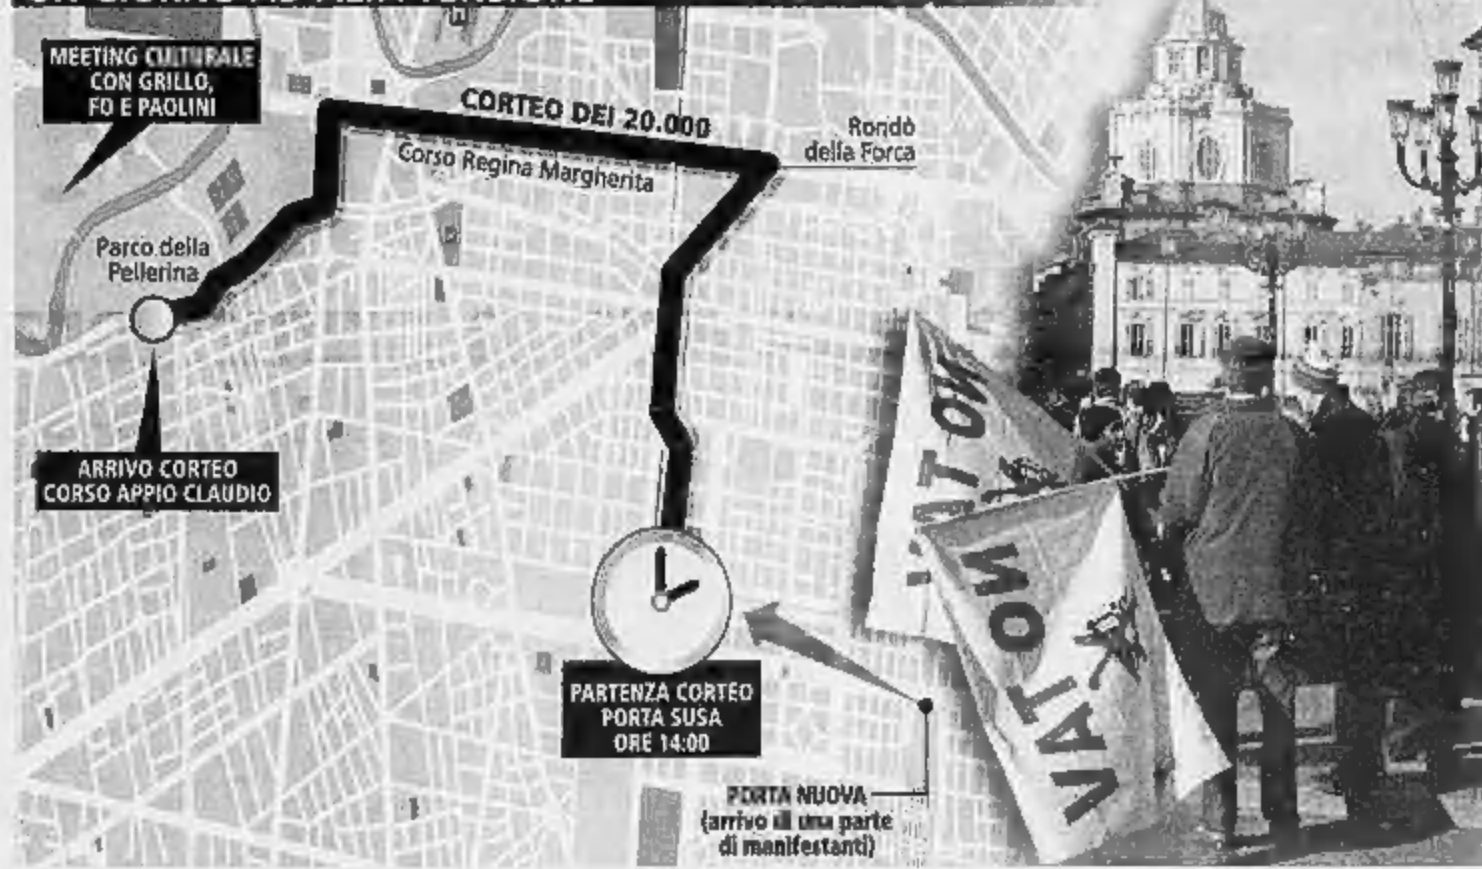 MEETING CULTURALE
CON GRILLO,
FO E PAOLINI
CORTEO DEI 20.000
Corso Regina Margherita
Rondò
della Forca
Parco della
Pellerina
ARRIVO CORTEO
CORSO APPIO CLAUDIO
PARTENZA CORTEO
PORTA SUSA
ORE 14:00
PORTA NUOVA
(arrivo di una parte
di manifestanti)
NO
NO
VAT